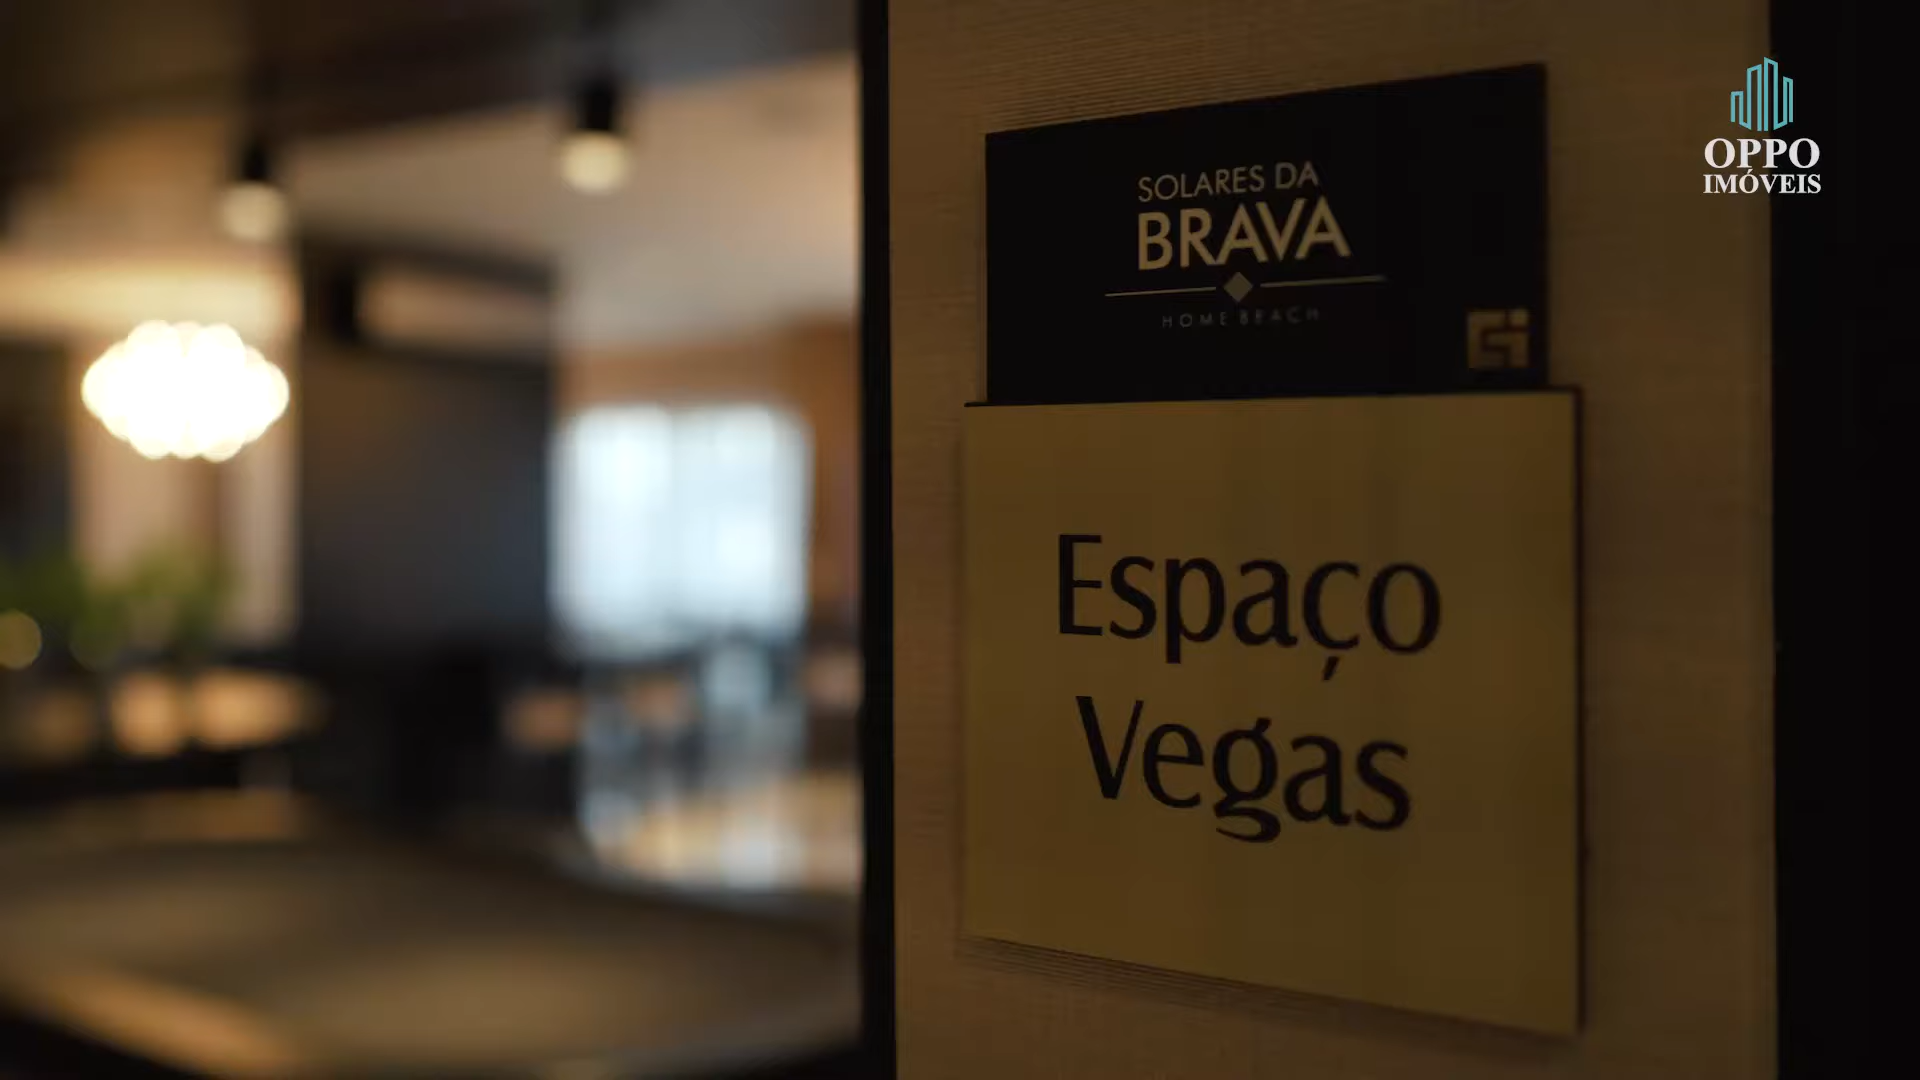 SOLARES DA
BRAVA
HOME BEACH
Espaço
Vegas
OPPO
IMÓVEIS